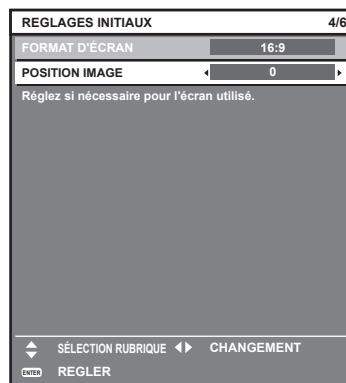 REGLAGES INITIAUX 4/6
FORMAT D'ÉCRAN 16:9
POSITION IMAGE 0
Réglez si nécessaire pour l'écran utilisé.
SÉLECTION RUBRIQUE CHANGEMENT
ENTER REGLER